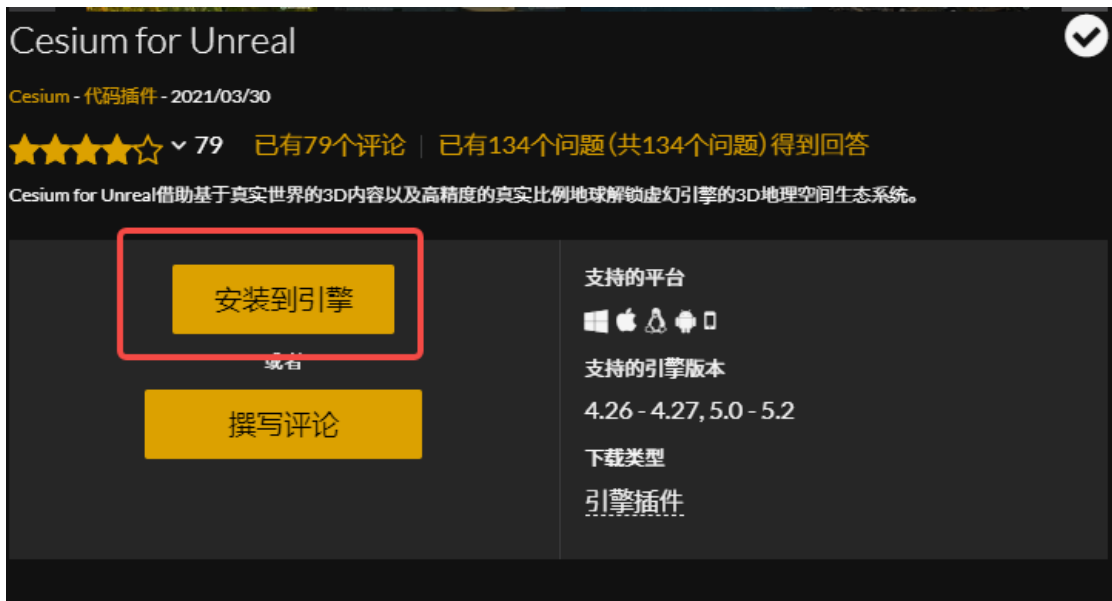 Cesium for Unreal
Cesium - 代码插件 - 2021/03/30
79 已有79个评论 | 已有134个问题(共134个问题)得到回答
Cesium for Unreal借助基于真实世界的3D内容以及高精度的真实比例地球解锁虚幻引擎的3D地理空间生态系统。
安装到引擎
或者
撰写评论
支持的平台
支持的引擎版本
4.26 - 4.27, 5.0 - 5.2
下载类型
引擎插件